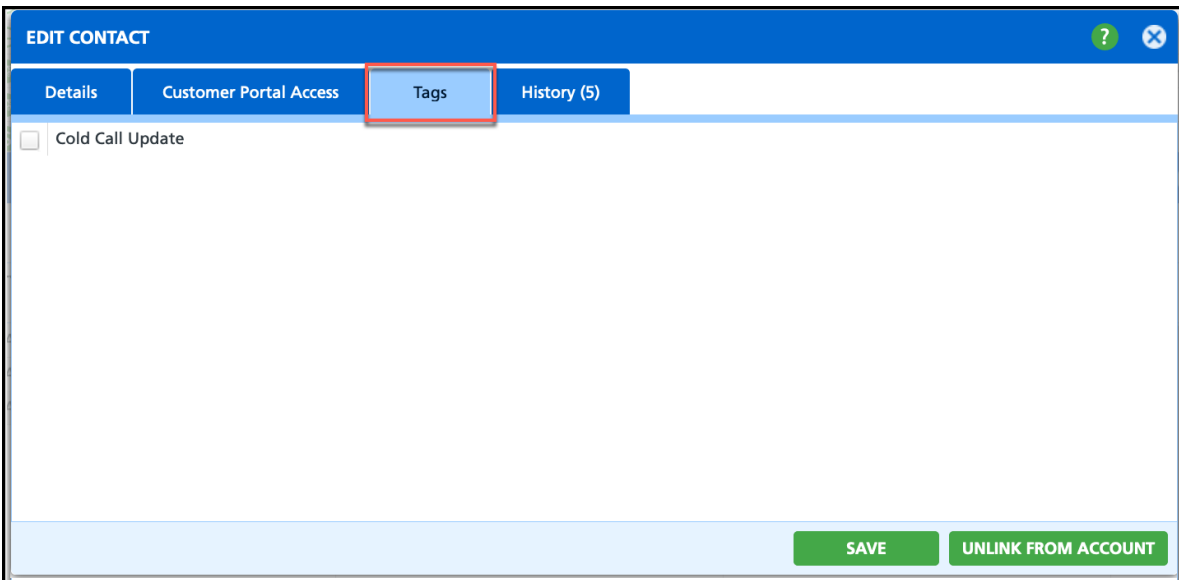 EDIT CONTACT
?
Details
Customer Portal Access
Tags
History (5)
Cold Call Update
SAVE
UNLINK FROM ACCOUNT